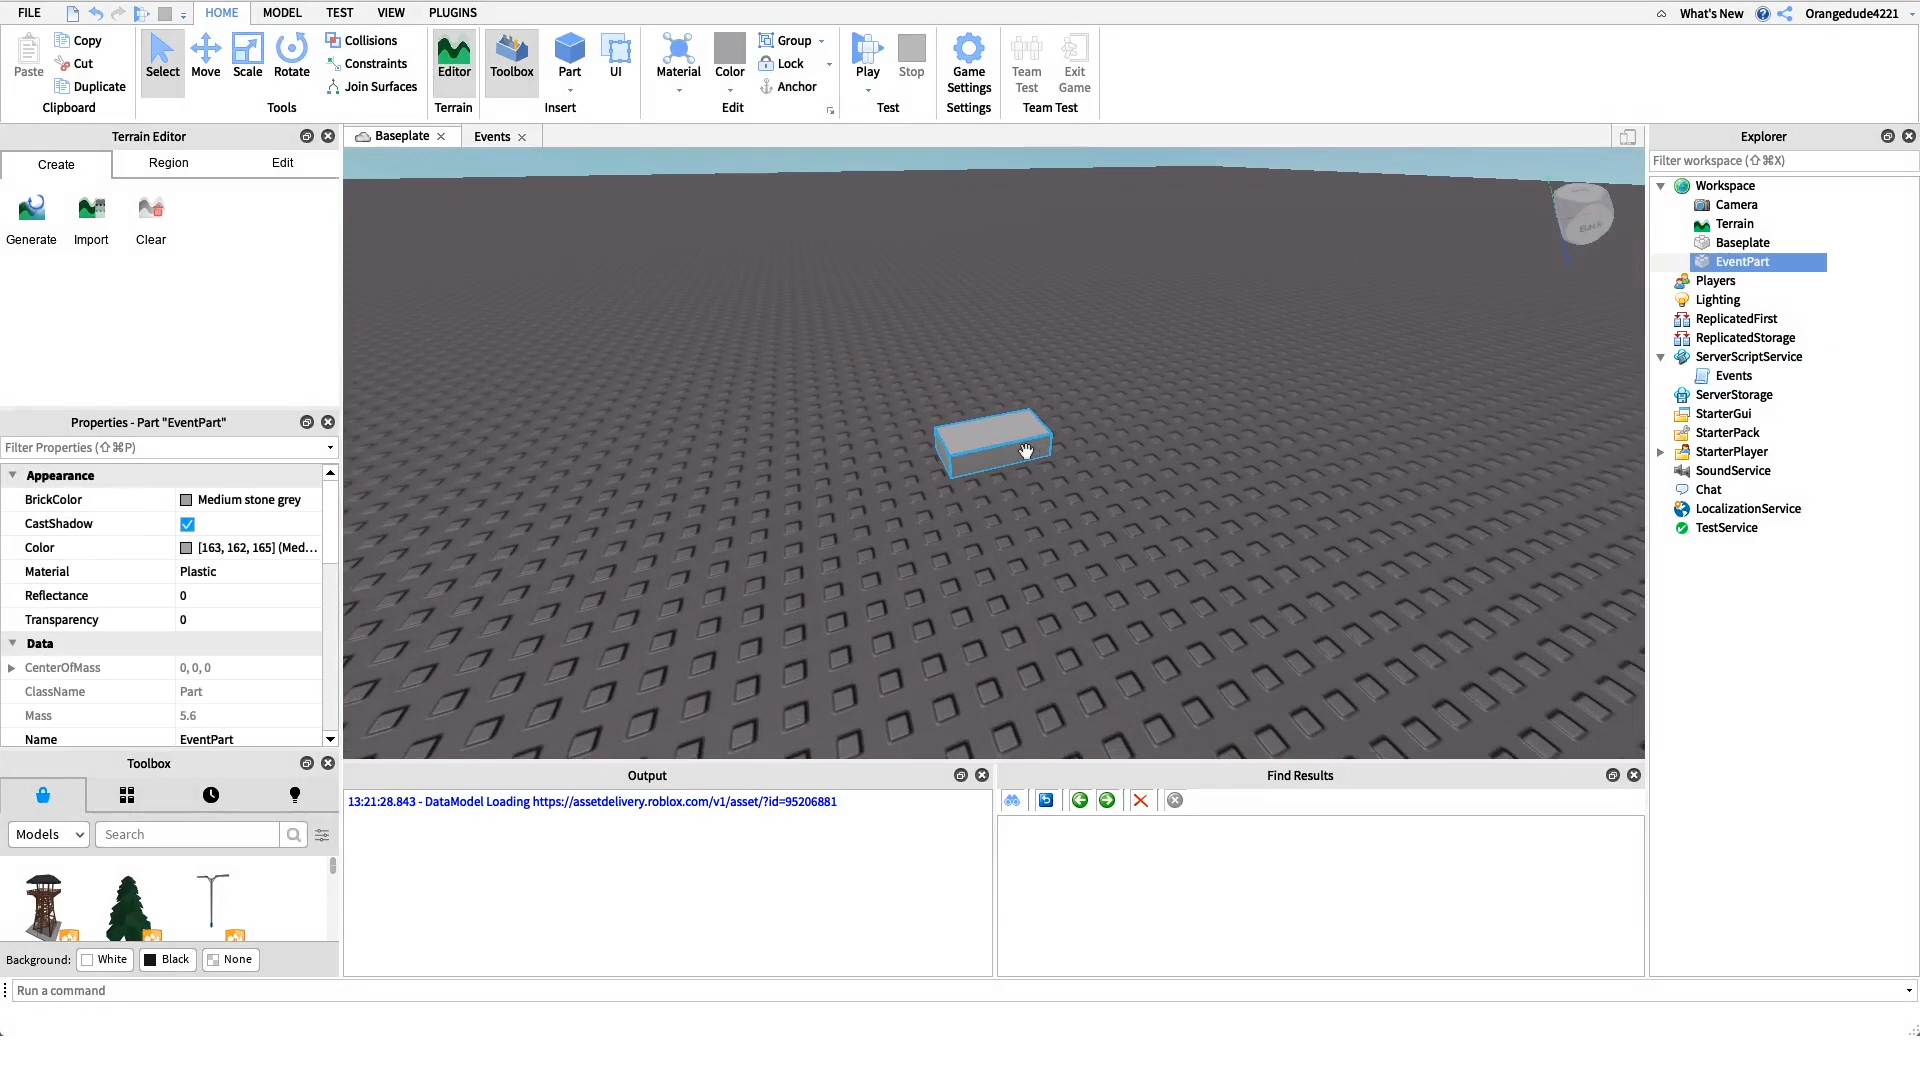 FILE HOME MODEL TEST VIEW PLUGINS What's New Orangedude4221
Paste Copy Cut Duplicate Clipboard
Select Move Scale Rotate Collisions Constraints Join Surfaces Tools
Editor Terrain
Toolbox Part UI Insert
Material Color Group Lock Anchor Edit
Play Stop Test
Game Settings Settings
Team Test Exit Game Team Test
Terrain Editor
Create Region Edit
Generate Import Clear
Properties - Part "EventPart"
Filter Properties (⇧⌘P)
Appearance
BrickColor Medium stone grey
CastShadow
Color [163, 162, 165] (Med...
Material Plastic
Reflectance 0
Transparency 0
Data
CenterOfMass 0, 0, 0
ClassName Part
Mass 5.6
Name EventPart
Toolbox
Models Search
Background: White Black None
Baseplate Events
Back
Output
13:21:28.843 - DataModel Loading https://assetdelivery.roblox.com/v1/asset/?id=95206881
Find Results
Explorer
Filter workspace (⇧⌘X)
Workspace
Camera
Terrain
Baseplate
EventPart
Players
Lighting
ReplicatedFirst
ReplicatedStorage
ServerScriptService
Events
ServerStorage
StarterGui
StarterPack
StarterPlayer
SoundService
Chat
LocalizationService
TestService
Run a command